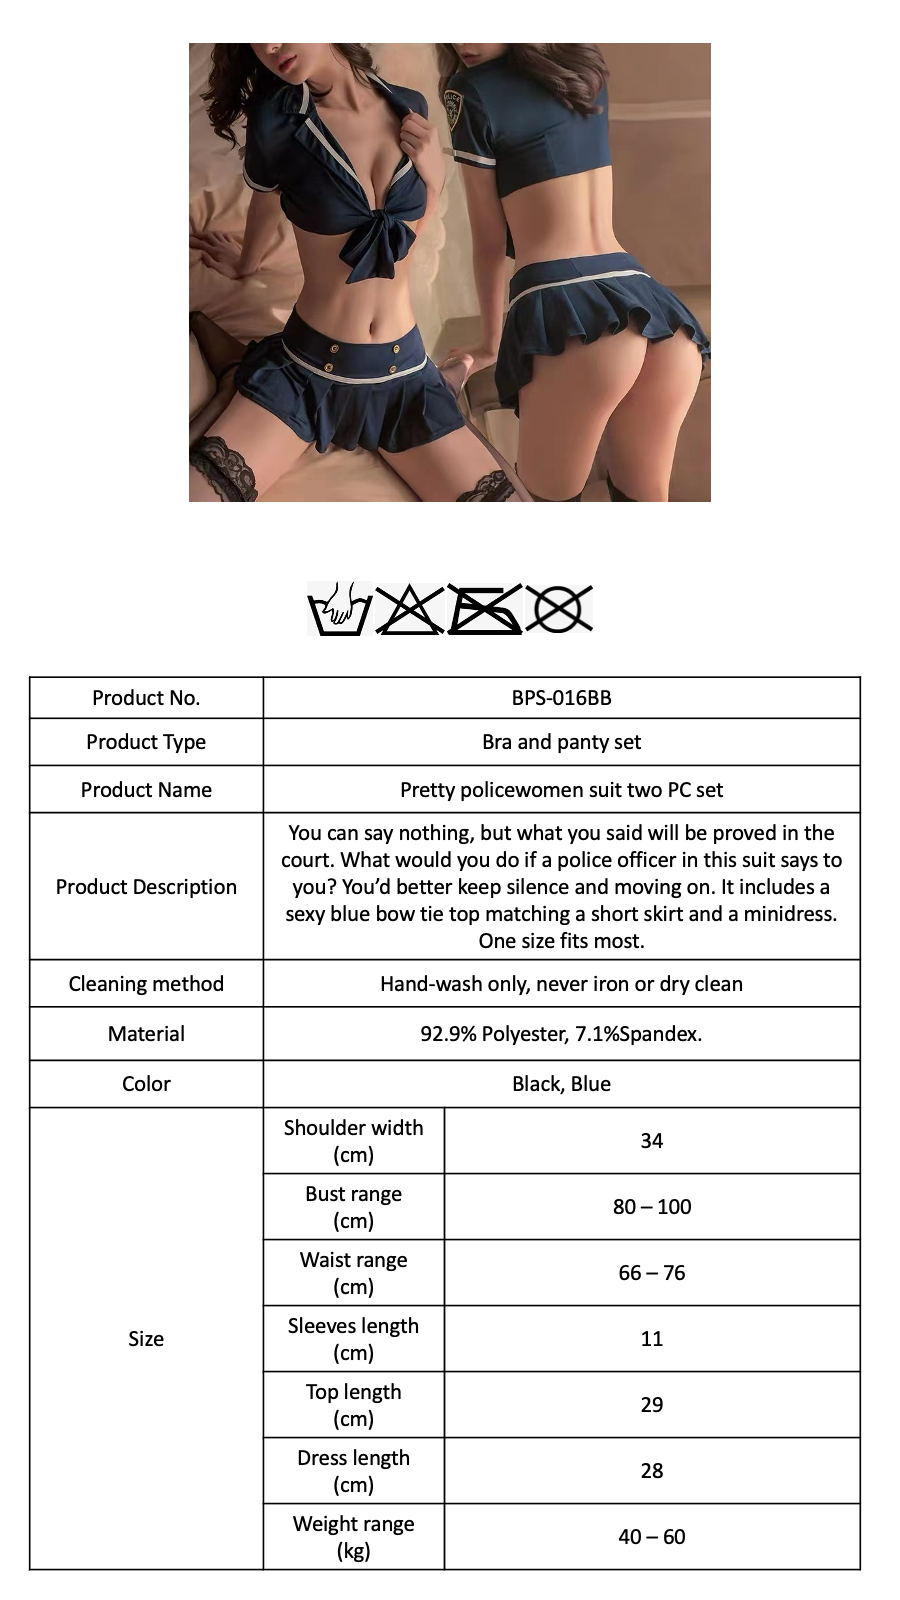 POLICE
Product No. BPS-016BB
Product Type Bra and panty set
Product Name Pretty policewomen suit two PC set
Product Description
You can say nothing, but what you said will be proved in the
court. What would you do if a police officer in this suit says to
you? You’d better keep silence and moving on. It includes a
sexy blue bow tie top matching a short skirt and a minidress.
One size fits most.
Cleaning method Hand-wash only, never iron or dry clean
Material 92.9% Polyester, 7.1%Spandex.
Color Black, Blue
Size
Shoulder width
(cm)
34
Bust range
(cm)
80 – 100
Waist range
(cm)
66 – 76
Sleeves length
(cm)
11
Top length
(cm)
29
Dress length
(cm)
28
Weight range
(kg)
40 – 60